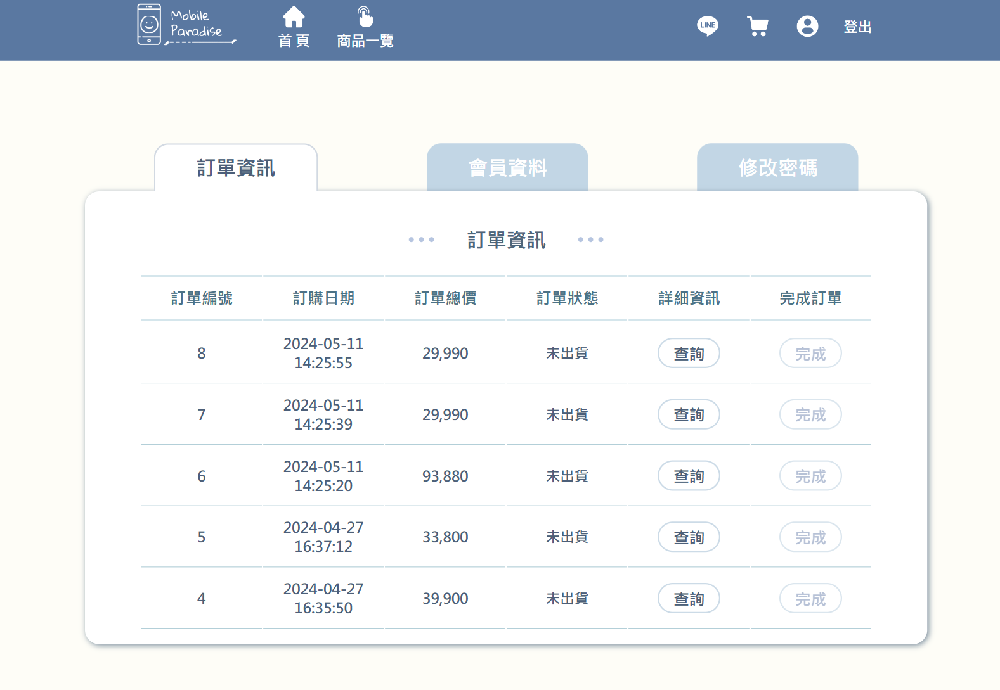 Mobile
Paradise
首頁
商品一覽
LINE
登出
訂單資訊
會員資料
修改密碼
訂單資訊
訂單編號 訂購日期 訂單總價 訂單狀態 詳細資訊 完成訂單
8 2024-05-11 14:25:55 29,990 未出貨 查詢 完成
7 2024-05-11 14:25:39 29,990 未出貨 查詢 完成
6 2024-05-11 14:25:20 93,880 未出貨 查詢 完成
5 2024-04-27 16:37:12 33,800 未出貨 查詢 完成
4 2024-04-27 16:35:50 39,900 未出貨 查詢 完成